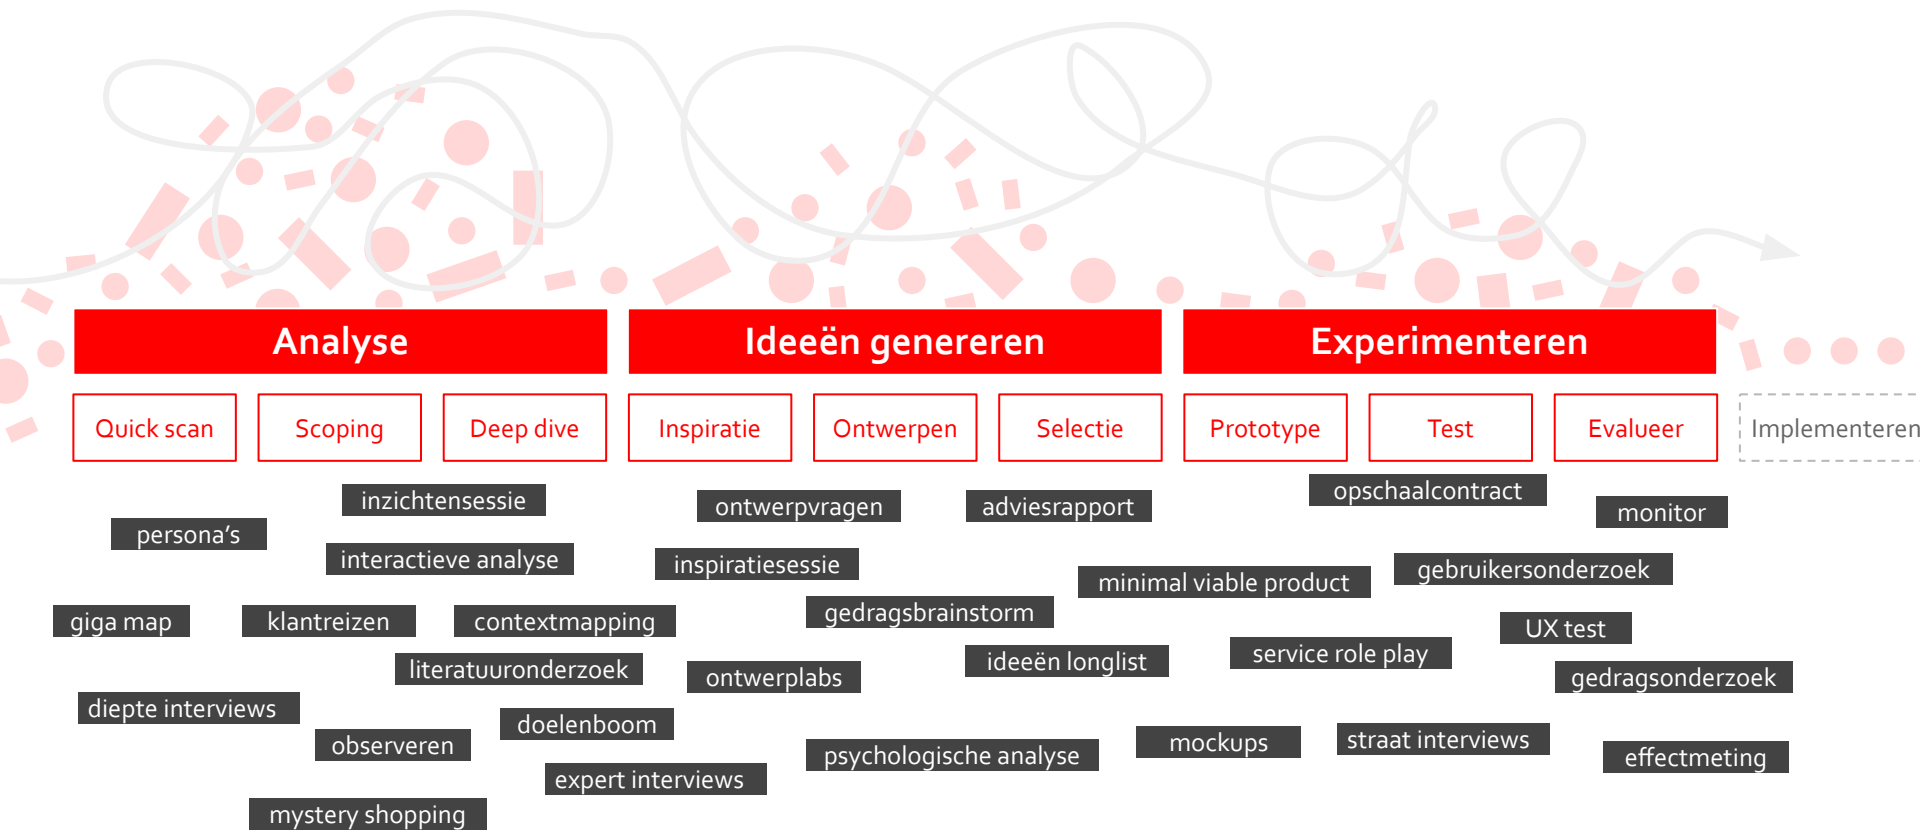 Analyse
Ideeën genereren
Experimenteren
Quick scan
Scoping
Deep dive
Inspiratie
Ontwerpen
Selectie
Prototype
Test
Evalueer
Implementeren
inzichtensessie
persona’s
interactieve analyse
giga map
klantreizen
contextmapping
literatuuronderzoek
diepte interviews
doelenboom
observeren
expert interviews
mystery shopping
ontwerpvragen
adviesrapport
inspiratiesessie
gedragsbrainstorm
ideeën longlist
ontwerplabs
psychologische analyse
opschaalcontract
monitor
minimal viable product
gebruikersonderzoek
UX test
service role play
gedragsonderzoek
mockups
straat interviews
effectmeting